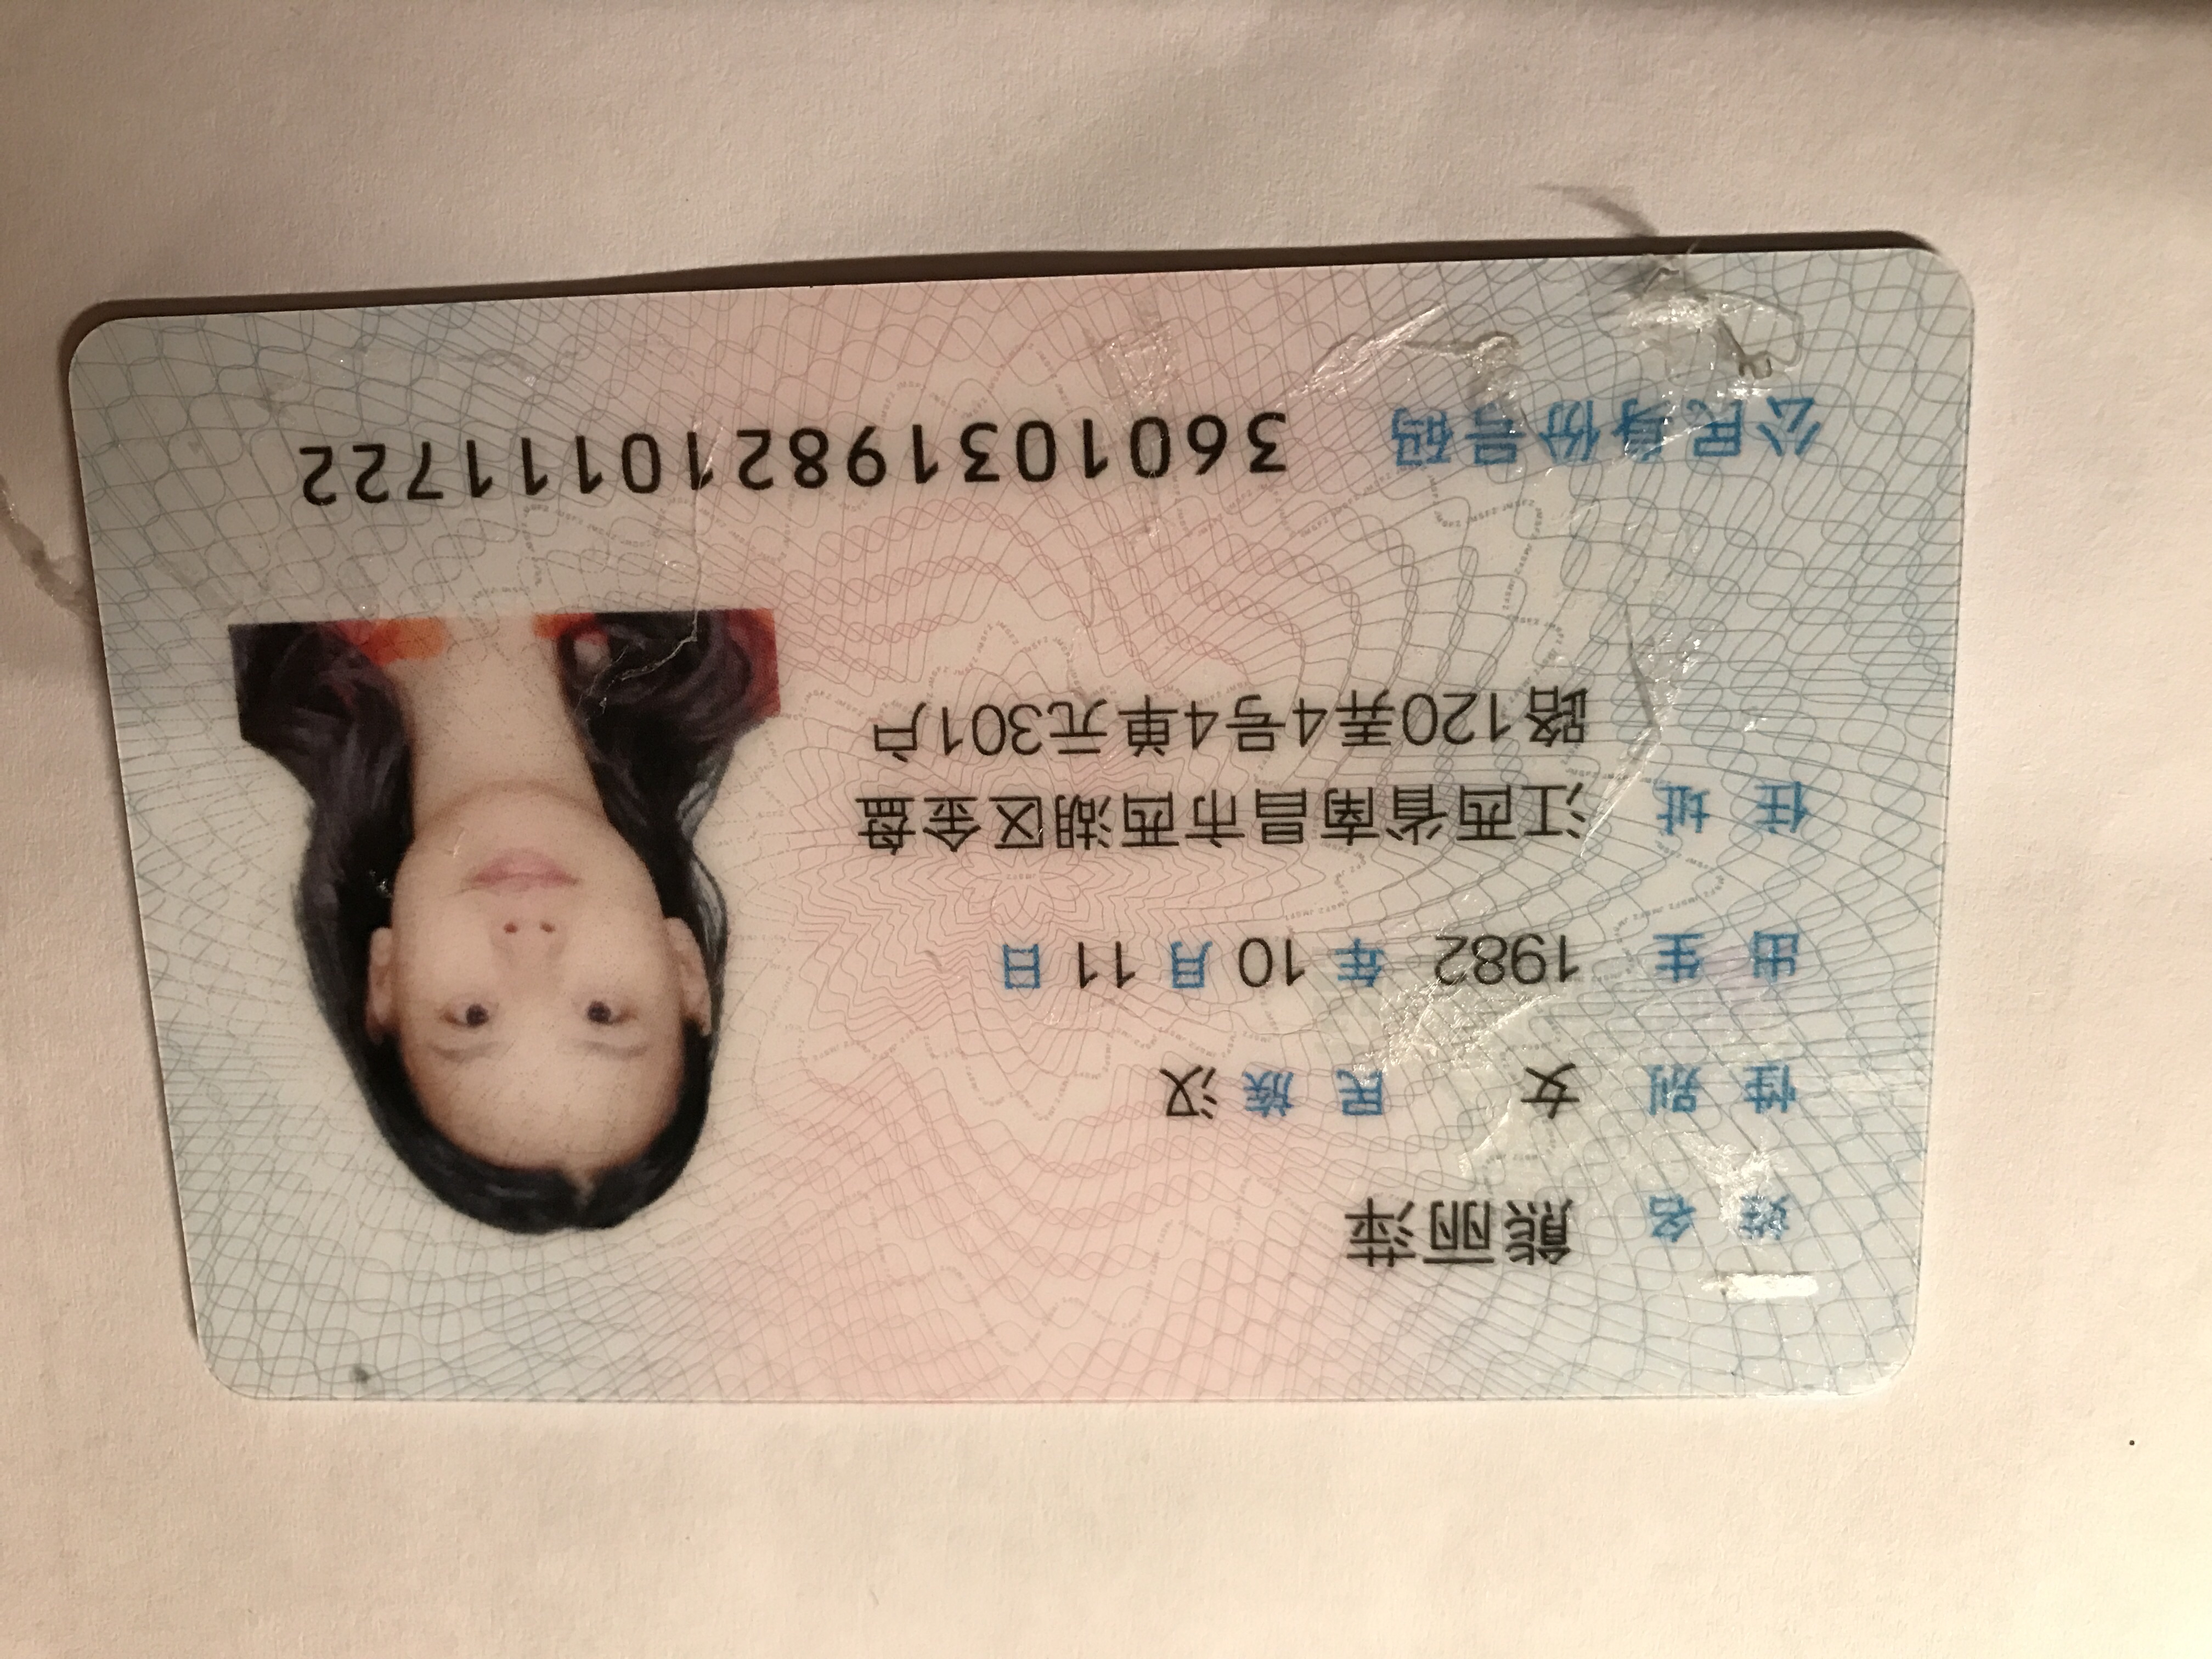 姓名 熊丽萍
性别 女 民族 汉
出生 1982 年 10 月 11 日
住址 江西省南昌市西湖区金盘
路120弄4号4单元301户
公民身份号码 360103198210111722